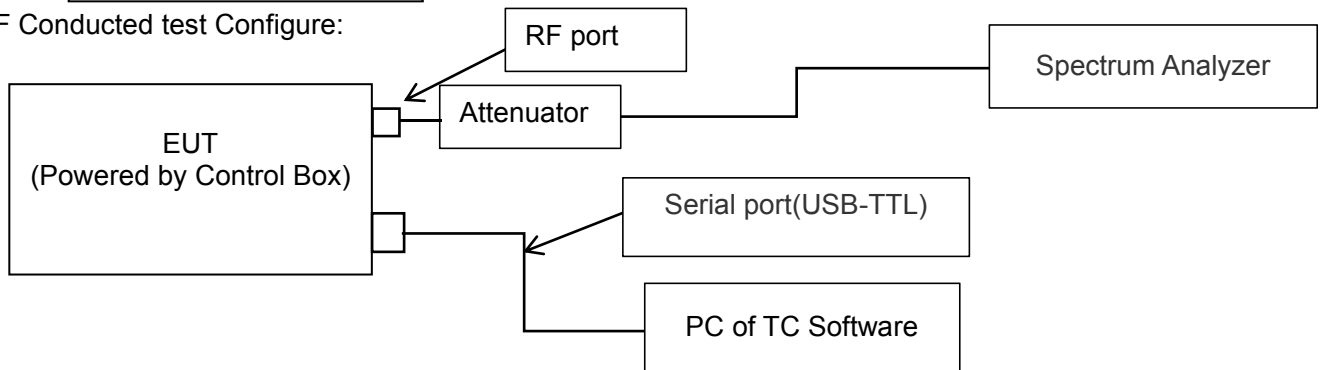 F Conducted test Configure:
RF port
Spectrum Analyzer
Attenuator
EUT
(Powered by Control Box)
Serial port(USB-TTL)
PC of TC Software